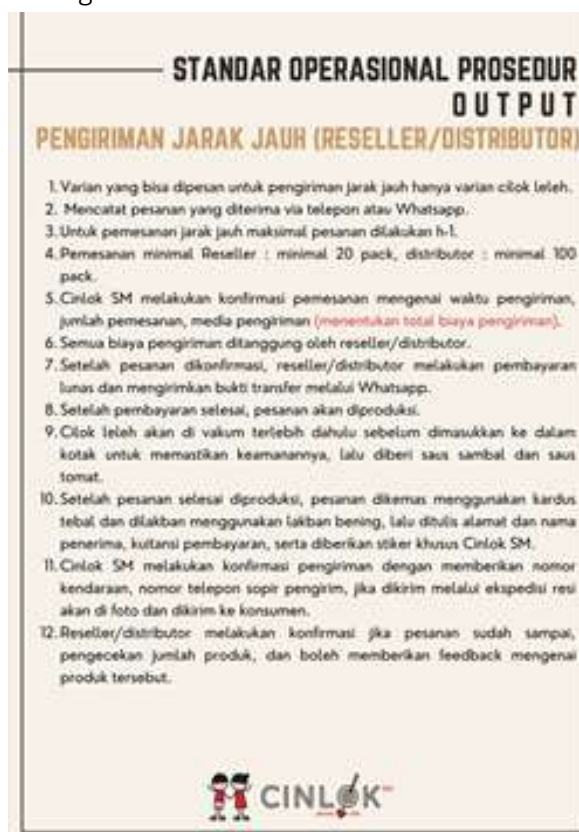 STANDAR OPERASIONAL PROSEDUR
OUTPUT
PENGIRIMAN JARAK JAUH (RESELLER/DISTRIBUTOR)
1. Varian yang bisa dipesan untuk pengiriman jarak jauh hanya varian cilok leleh.
2. Mencatat pesanan yang diterima via telepon atau Whatsapp.
3. Untuk pemesanan jarak jauh maksimal pesanan dilakukan h-1.
4. Pemesanan minimal Reseller : minimal 20 pack, distributor : minimal 100
pack.
5. Cinlok SM melakukan konfirmasi pemesanan mengenai waktu pengiriman,
jumlah pemesanan, media pengiriman (menentukan total biaya pengiriman).
6. Semua biaya pengiriman ditanggung oleh reseller/distributor.
7. Setelah pesanan dikonfirmasi, reseller/distributor melakukan pembayaran
lunas dan mengirimkan bukti transfer melalui Whatsapp.
8. Setelah pembayaran selesai, pesanan akan diproduksi.
9. Cilok leleh akan di vakum terlebih dahulu sebelum dimasukkan ke dalam
kotak untuk memastikan keamanannya, lalu diberi saus sambal dan saus
tomat.
10. Setelah pesanan selesai diproduksi, pesanan dikemas menggunakan kardus
tebal dan dilakban menggunakan lakban bening, lalu ditulis alamat dan nama
penerima, kuitansi pembayaran, serta diberikan stiker khusus Cinlok SM.
11. Cinlok SM melakukan konfirmasi pengiriman dengan memberikan nomor
kendaraan, nomor telepon sopir pengirim, jika dikirim melalui ekspedisi resi
akan di foto dan dikirim ke konsumen.
12. Reseller/distributor melakukan konfirmasi jika pesanan sudah sampai,
pengecekan jumlah produk, dan boleh memberikan feedback mengenai
produk tersebut.
CINLOK